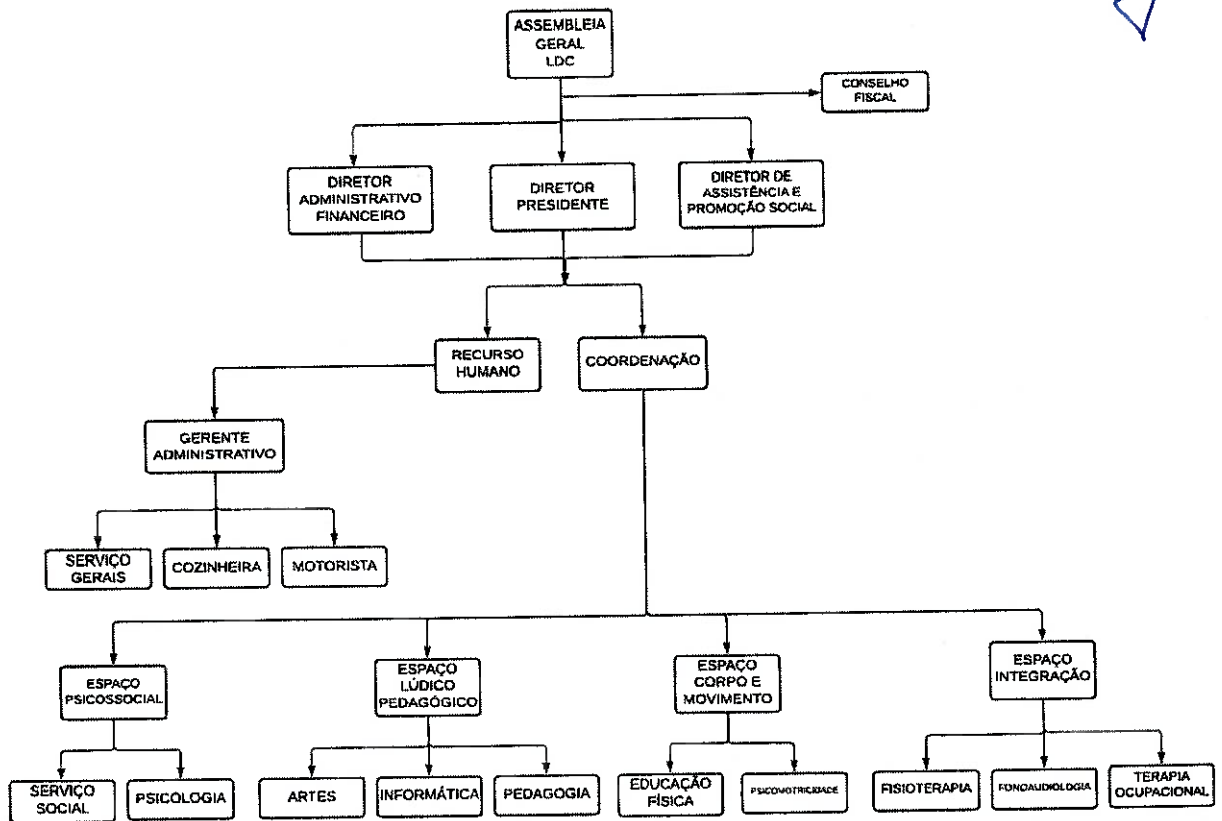 ASSEMBLEIA
GERAL
LDC
CONSELHO
FISCAL
DIRETOR
ADMINISTRATIVO
FINANCEIRO
DIRETOR
PRESIDENTE
DIRETOR DE
ASSISTÊNCIA E
PROMOÇÃO SOCIAL
RECURSO
HUMANO
COORDENAÇÃO
GERENTE
ADMINISTRATIVO
SERVIÇO
GERAIS
COZINHEIRA
MOTORISTA
ESPAÇO
PSICOSSOCIAL
ESPAÇO
LÚDICO
PEDAGÓGICO
ESPAÇO
CORPO E
MOVIMENTO
ESPAÇO
INTEGRAÇÃO
SERVIÇO
SOCIAL
PSICOLOGIA
ARTES
INFORMÁTICA
PEDAGOGIA
EDUCAÇÃO
FÍSICA
PSICOMOTRICIDADE
FISIOTERAPIA
FONOAUDIOLOGIA
TERAPIA
OCUPACIONAL